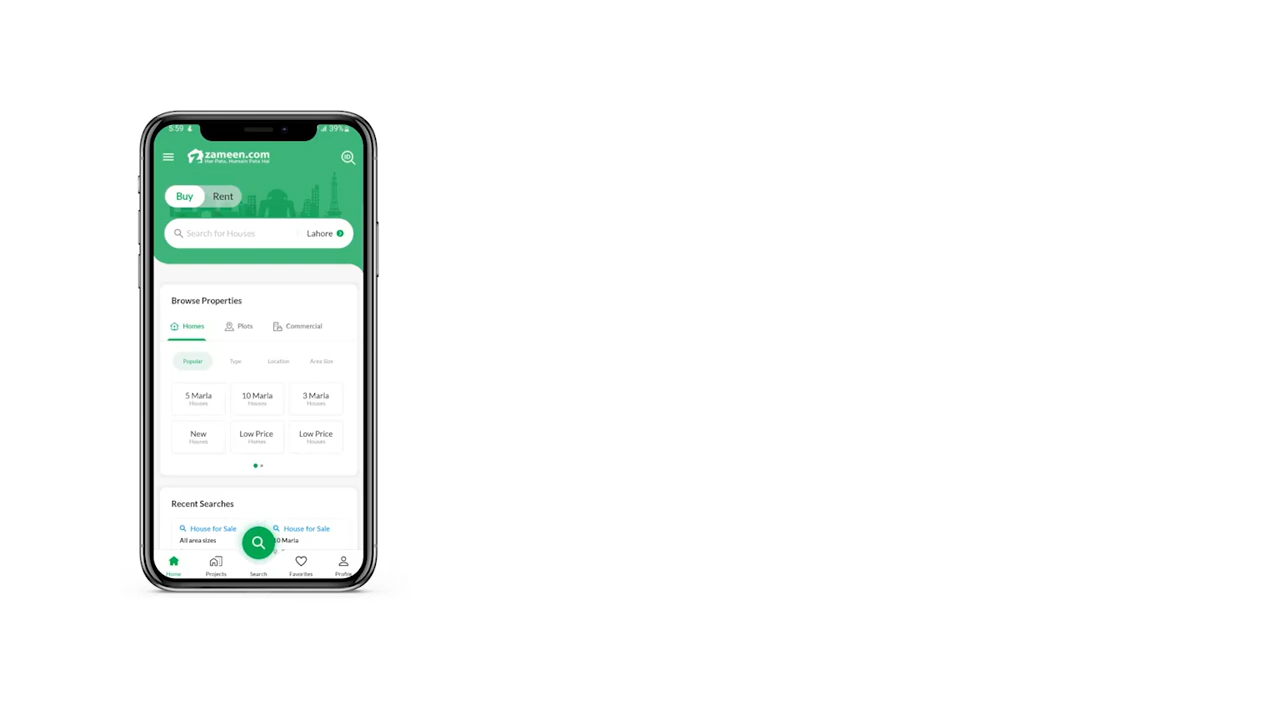 5:59
39%
zameen.com
Har Pata, Humein Pata Hai
ID
Buy Rent
Search for Houses Lahore
Browse Properties
Homes Plots Commercial
Popular Type Location Area Size
5 Marla 10 Marla 3 Marla
Houses Houses Houses
New Low Price Low Price
Houses Homes Houses
Recent Searches
House for Sale House for Sale
All area sizes 10 Marla
Home Projects Search Favorites Profile